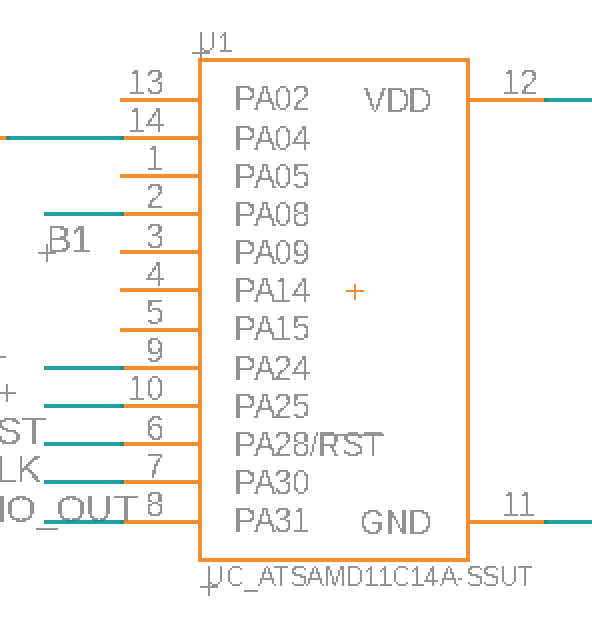 U1
13 PA02 VDD 12
14 PA04
1 PA05
2 PA08
B1
3 PA09
4 PA14
5 PA15
9 PA24
+ 10 PA25
ST 6 PA28/RST
LK 7 PA30
IO_OUT 8 PA31 GND 11
UC_ATSAMD11C14A-SSUT